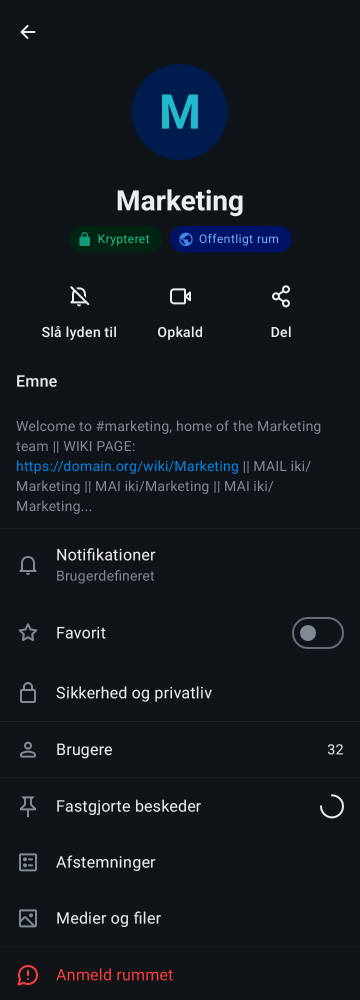 M
Marketing
Krypteret
Offentligt rum
Slå lyden til
Opkald
Del
Emne
Welcome to #marketing, home of the Marketing
team || WIKI PAGE:
https://domain.org/wiki/Marketing || MAIL iki/
Marketing || MAI iki/Marketing || MAI iki/
Marketing...
Notifikationer
Brugerdefineret
Favorit
Sikkerhed og privatliv
Brugere 32
Fastgjorte beskeder
Afstemninger
Medier og filer
Anmeld rummet